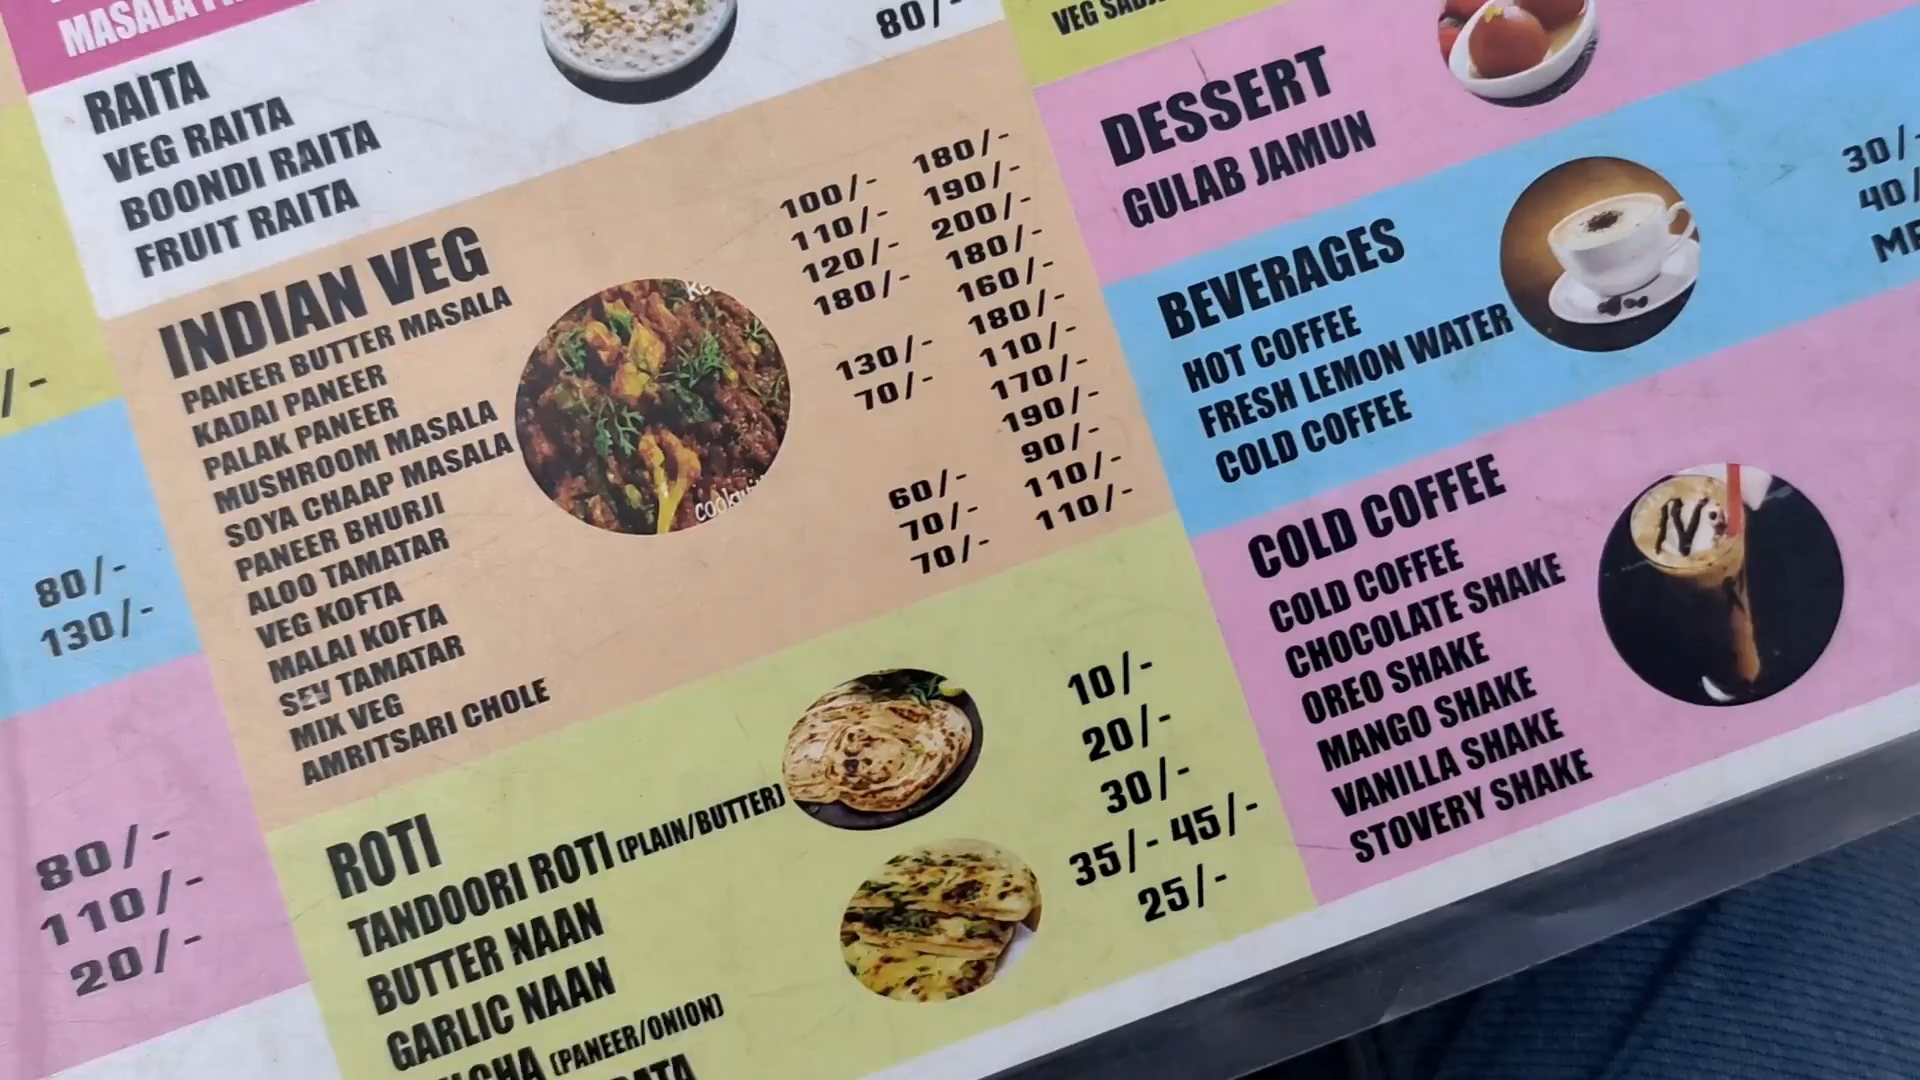 80/-
130/-
80/-
110/-
20/-
MASALA
80/-
RAITA
VEG RAITA
BOONDI RAITA
FRUIT RAITA
INDIAN VEG
PANEER BUTTER MASALA 100/- 180/-
KADAI PANEER 110/- 190/-
PALAK PANEER 120/- 200/-
MUSHROOM MASALA 180/- 180/-
SOYA CHAAP MASALA 160/-
PANEER BHURJI 130/- 180/-
ALOO TAMATAR 70/- 110/-
VEG KOFTA 170/-
MALAI KOFTA 190/-
SEV TAMATAR 60/- 90/-
MIX VEG 70/- 110/-
AMRITSARI CHOLE 70/- 110/-
cookwi
ROTI
TANDOORI ROTI (PLAIN/BUTTER) 10/-
BUTTER NAAN 20/-
GARLIC NAAN 30/-
(PANEER/ONION) 35/- 45/-
25/-
VEG
DESSERT
GULAB JAMUN
BEVERAGES
HOT COFFEE 30/-
FRESH LEMON WATER 40/
COLD COFFEE
COLD COFFEE
COLD COFFEE
CHOCOLATE SHAKE
OREO SHAKE
MANGO SHAKE
VANILLA SHAKE
STOVERY SHAKE